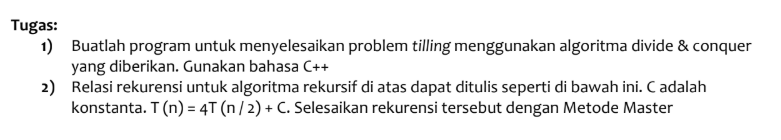 Tugas:
1) Buatlah program untuk menyelesaikan problem tilling menggunakan algoritma divide & conquer
yang diberikan. Gunakan bahasa C++
2) Relasi rekurensi untuk algoritma rekursif di atas dapat ditulis seperti di bawah ini. C adalah
konstanta. T (n) = 4T (n / 2) + C. Selesaikan rekurensi tersebut dengan Metode Master